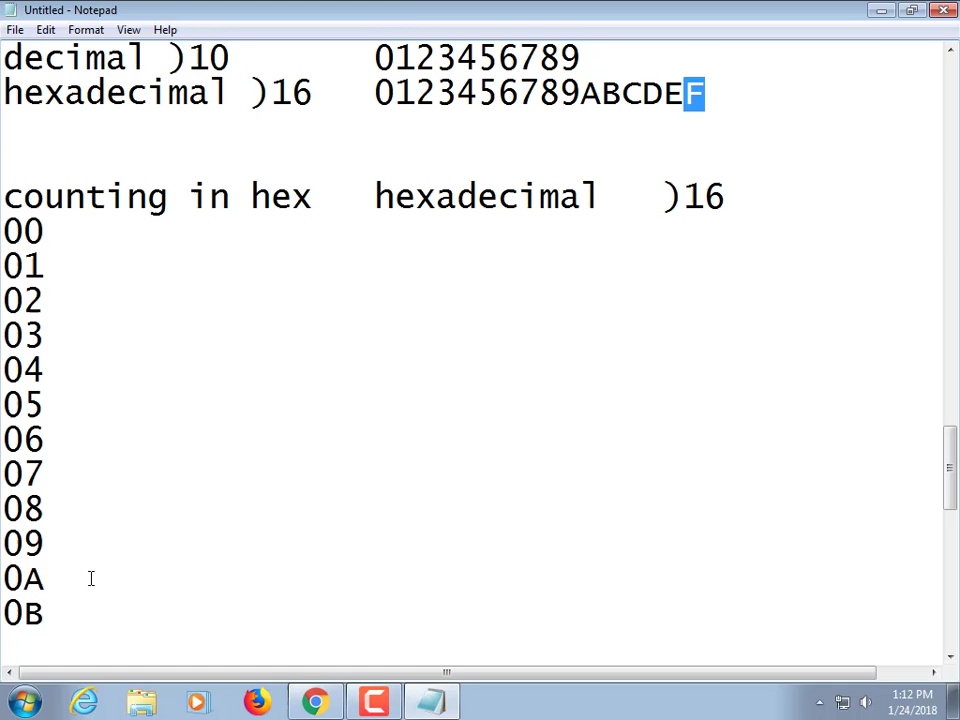 Untitled - Notepad
File Edit Format View Help
decimal )10 0123456789
hexadecimal )16 0123456789ABCDEF
counting in hex hexadecimal )16
00
01
02
03
04
05
06
07
08
09
0A
0B
1:12 PM
1/24/2018